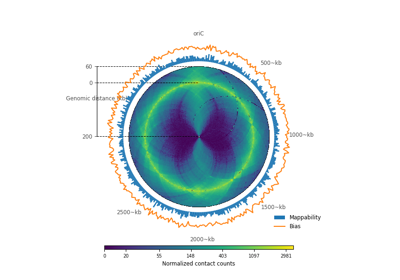 oriC
60
500~kb
0
Genomic distance
1000~kb
200
1500~kb
2500~kb
Mappability
Bias
2000~kb
0 20 55 148 403 1097 2981
Normalized contact counts